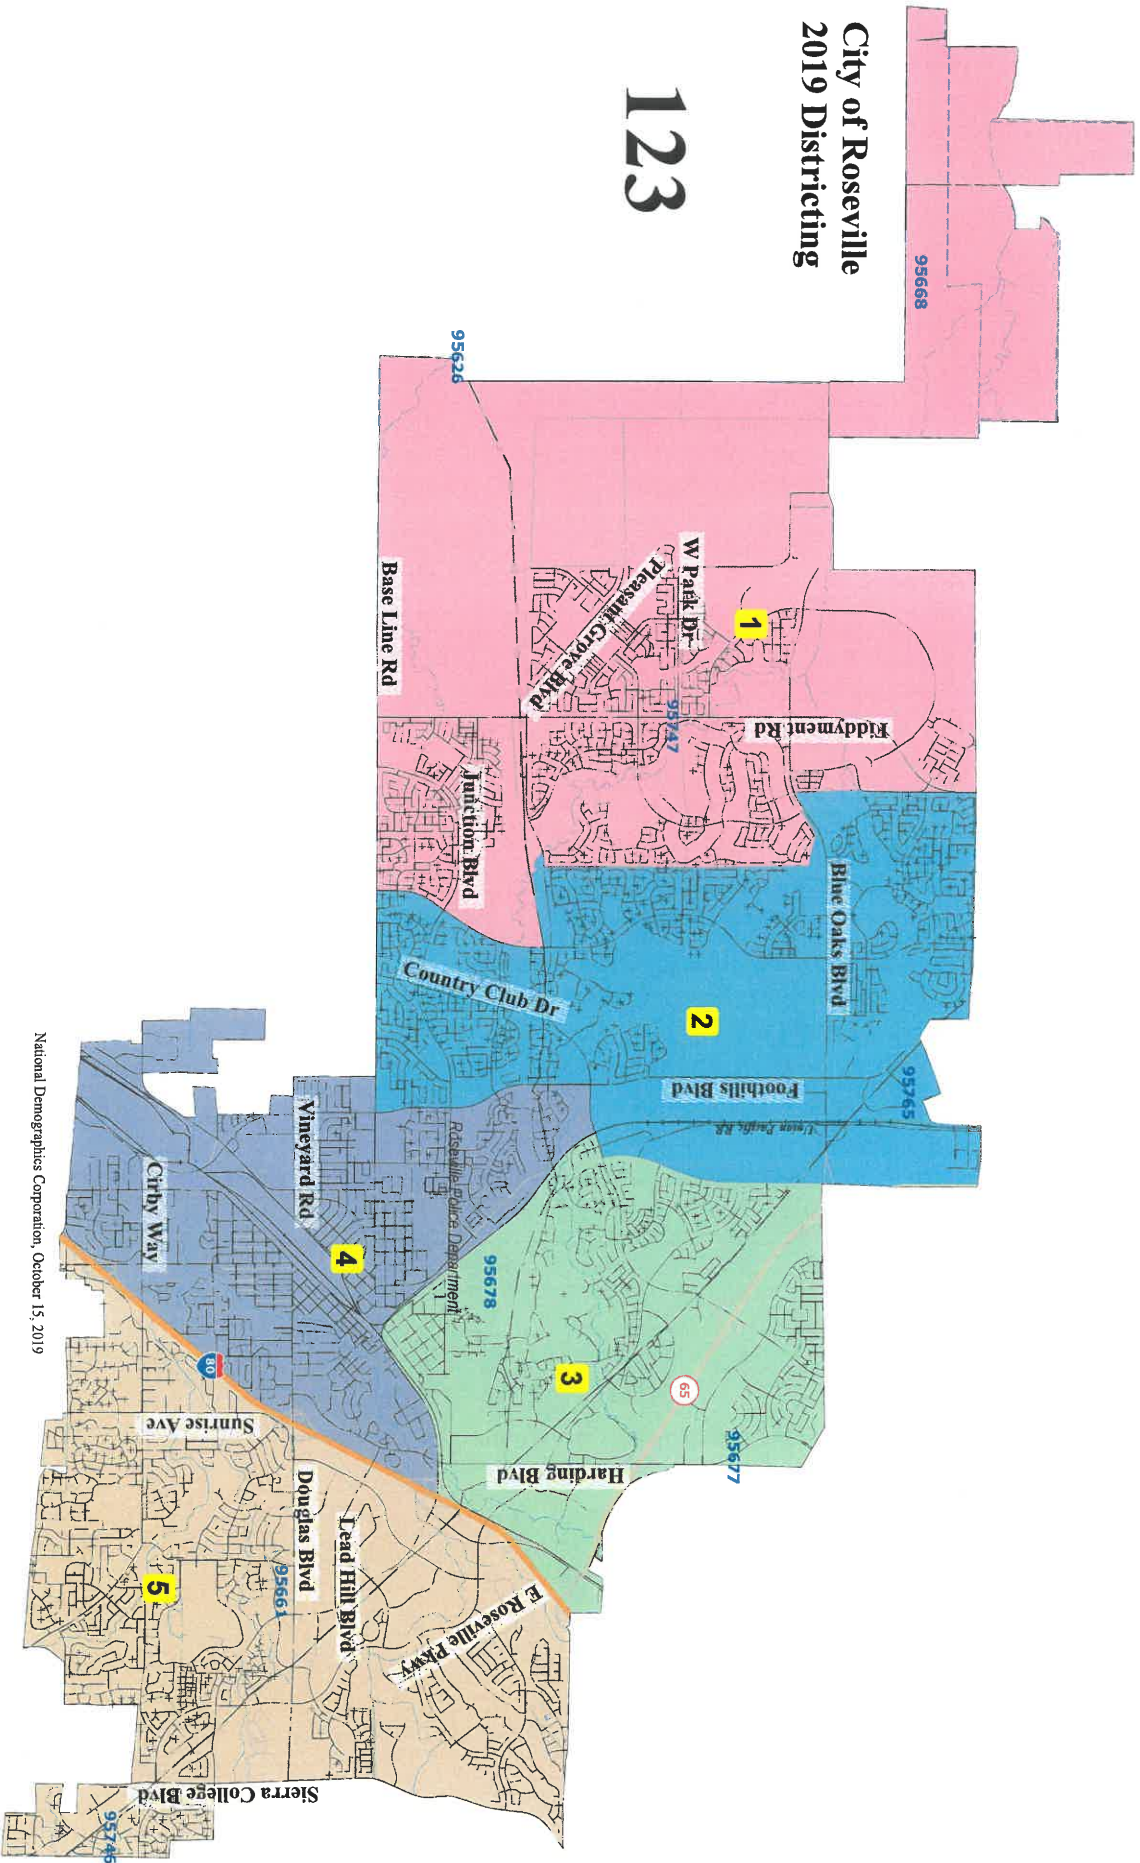 City of Roseville
2019 Districting
123
95668
95626
W Park Dr
Pleasant Grove Blvd
1
Base Line Rd
95747
Fiddyment Rd
Junction Blvd
Blue Oaks Blvd
Country Club Dr
2
Foothills Blvd
95765
Union Pacific RR
Roseville Police Department
Vineyard Rd
Cirby Way
4
95678
3
65
80
95677
Harding Blvd
Sunrise Ave
Douglas Blvd
Lead Hill Blvd
95661
5
E Roseville Pkwy
Sierra College Blvd
95746
National Demographics Corporation, October 15, 2019